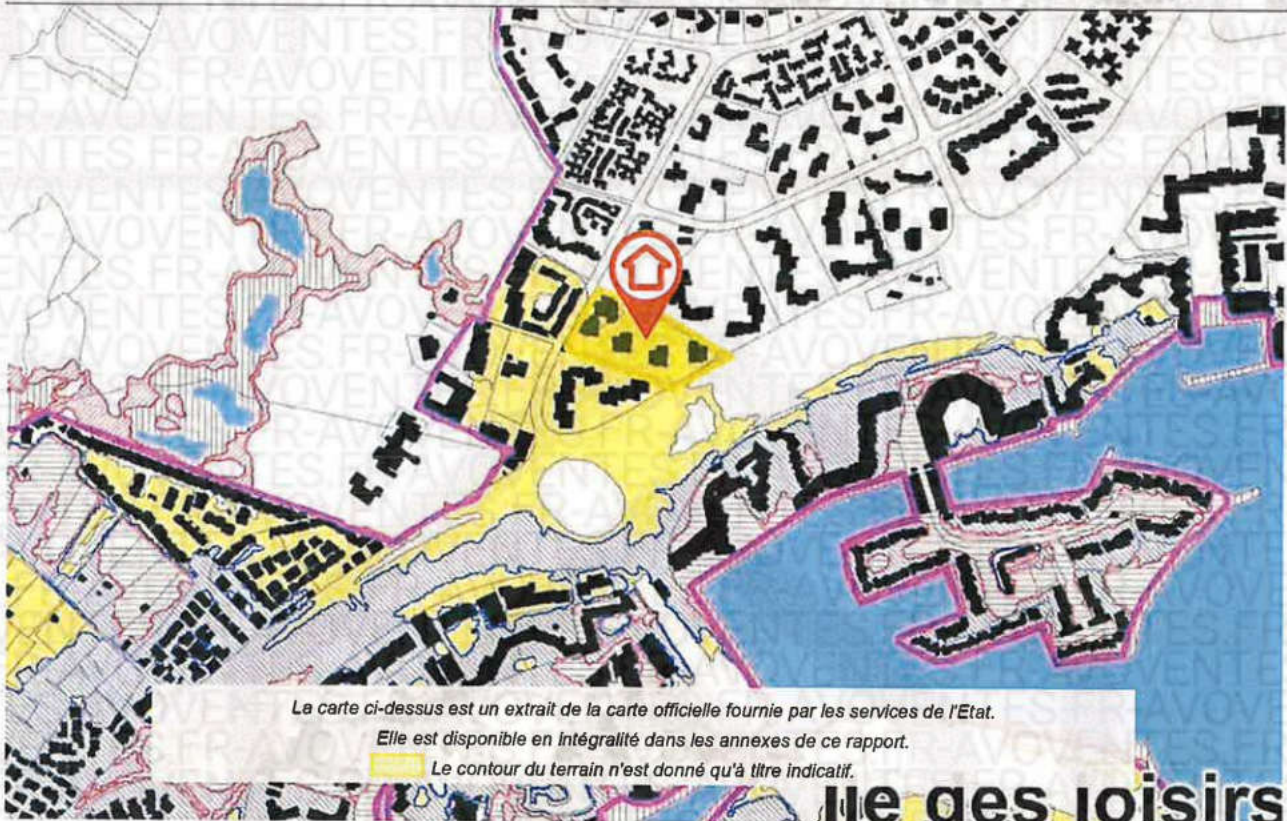 La carte ci-dessus est un extrait de la carte officielle fournie par les services de l'Etat.
Elle est disponible en intégralité dans les annexes de ce rapport.
Le contour du terrain n'est donné qu'à titre indicatif.
Ile des loisirs